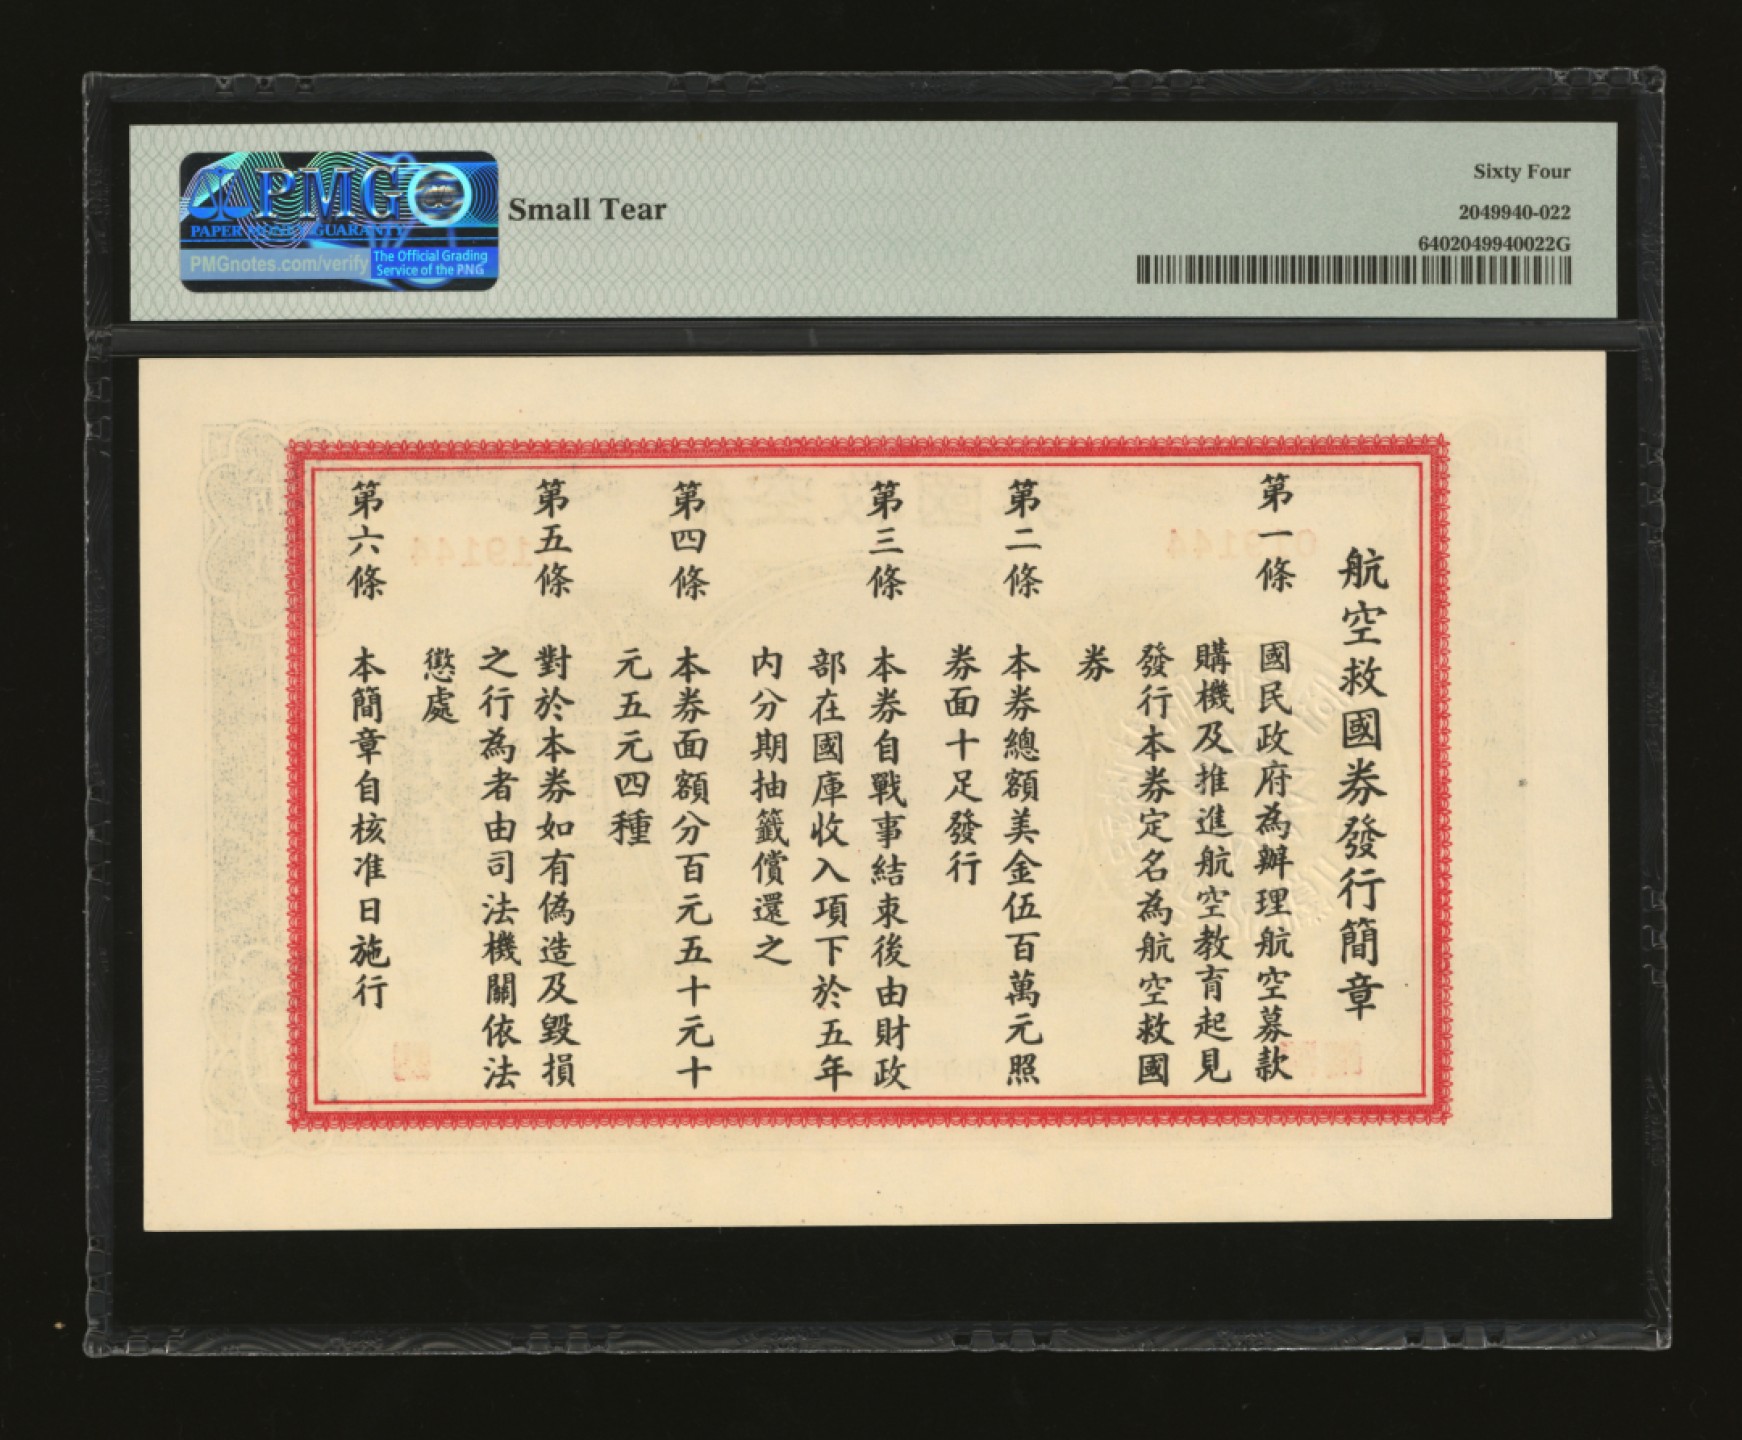 PMG
PAPER MONEY GUARANTY
PMGnotes.com/verify
The Official Grading
Service of the PNG
Small Tear
Sixty Four
2049940-022
6402049940022G
航空救國券發行簡章
第一條 國民政府為辦理航空募款
購機及推進航空教育起見
發行本券定名為航空救國
券
第二條 本券總額美金伍百萬元照
券面十足發行
第三條 本券自戰事結束後由財政
部在國庫收入項下於五年
内分期抽籤償還之
第四條 本券面額分百元五十元十
元五元四種
第五條 對於本券如有偽造及毀損
之行為者由司法機關依法
懲處
第六條 本簡章自核准日施行